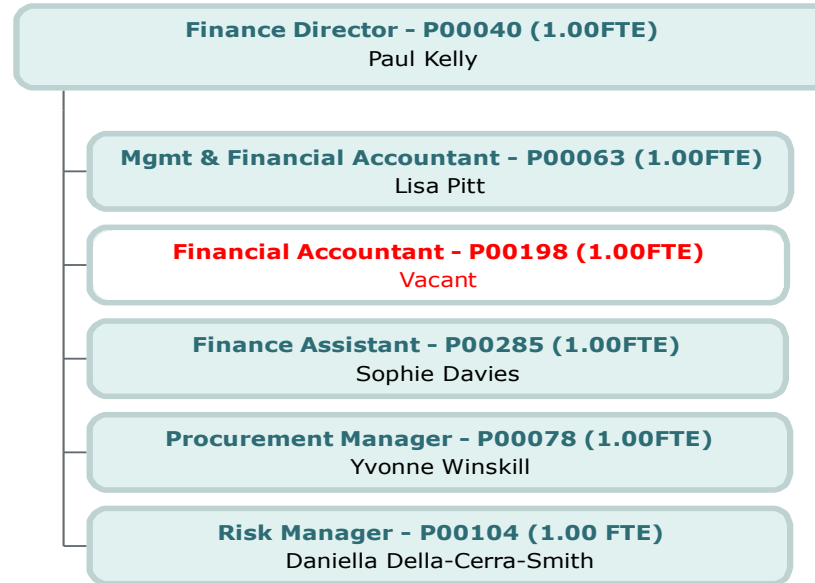 Finance Director - P00040 (1.00FTE)
Paul Kelly
Mgmt & Financial Accountant - P00063 (1.00FTE)
Lisa Pitt
Financial Accountant - P00198 (1.00FTE)
Vacant
Finance Assistant - P00285 (1.00FTE)
Sophie Davies
Procurement Manager - P00078 (1.00FTE)
Yvonne Winskill
Risk Manager - P00104 (1.00 FTE)
Daniella Della-Cerra-Smith